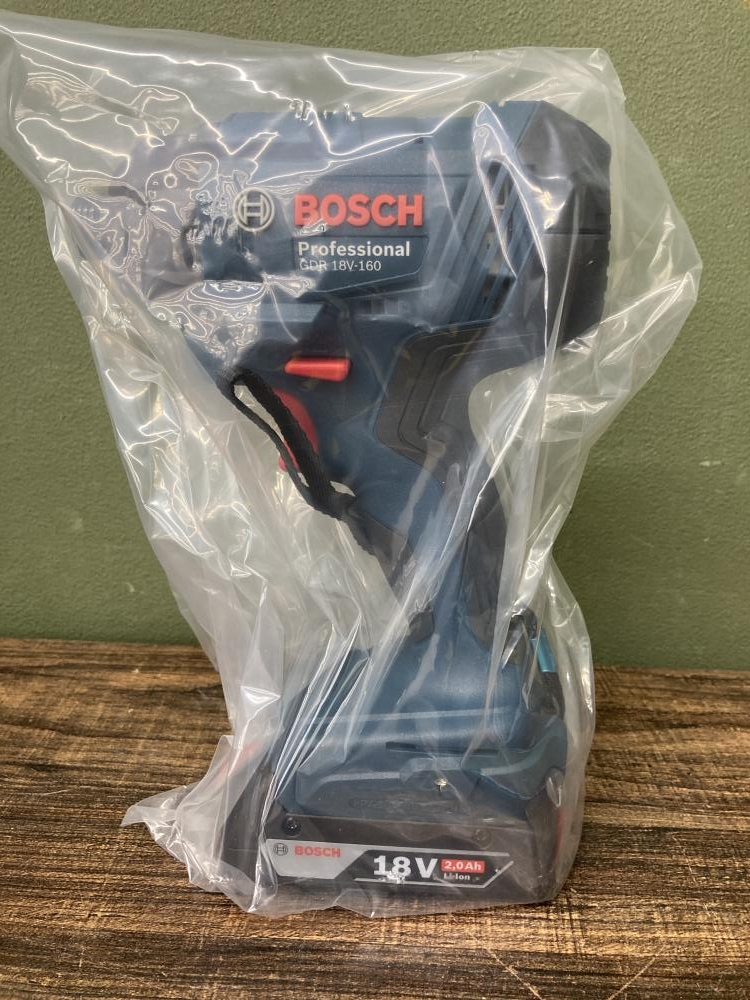 BOSCH
Professional
GDR 18V-160
BOSCH
18V
2.0Ah
Li-Ion